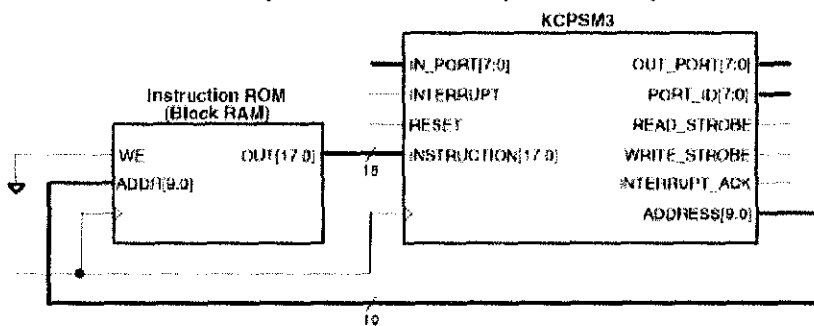 KCPSM3
IN_PORT[7:0]
OUT_PORT[7:0]
INTERRUPT
PORT_ID[7:0]
Instruction ROM
(Block RAM)
RESET
READ_STROBE
WE
OUT[17:0]
18
INSTRUCTION[17:0]
WRITE_STROBE
ADDR[9:0]
INTERRUPT_ACK
ADDRESS[9:0]
10